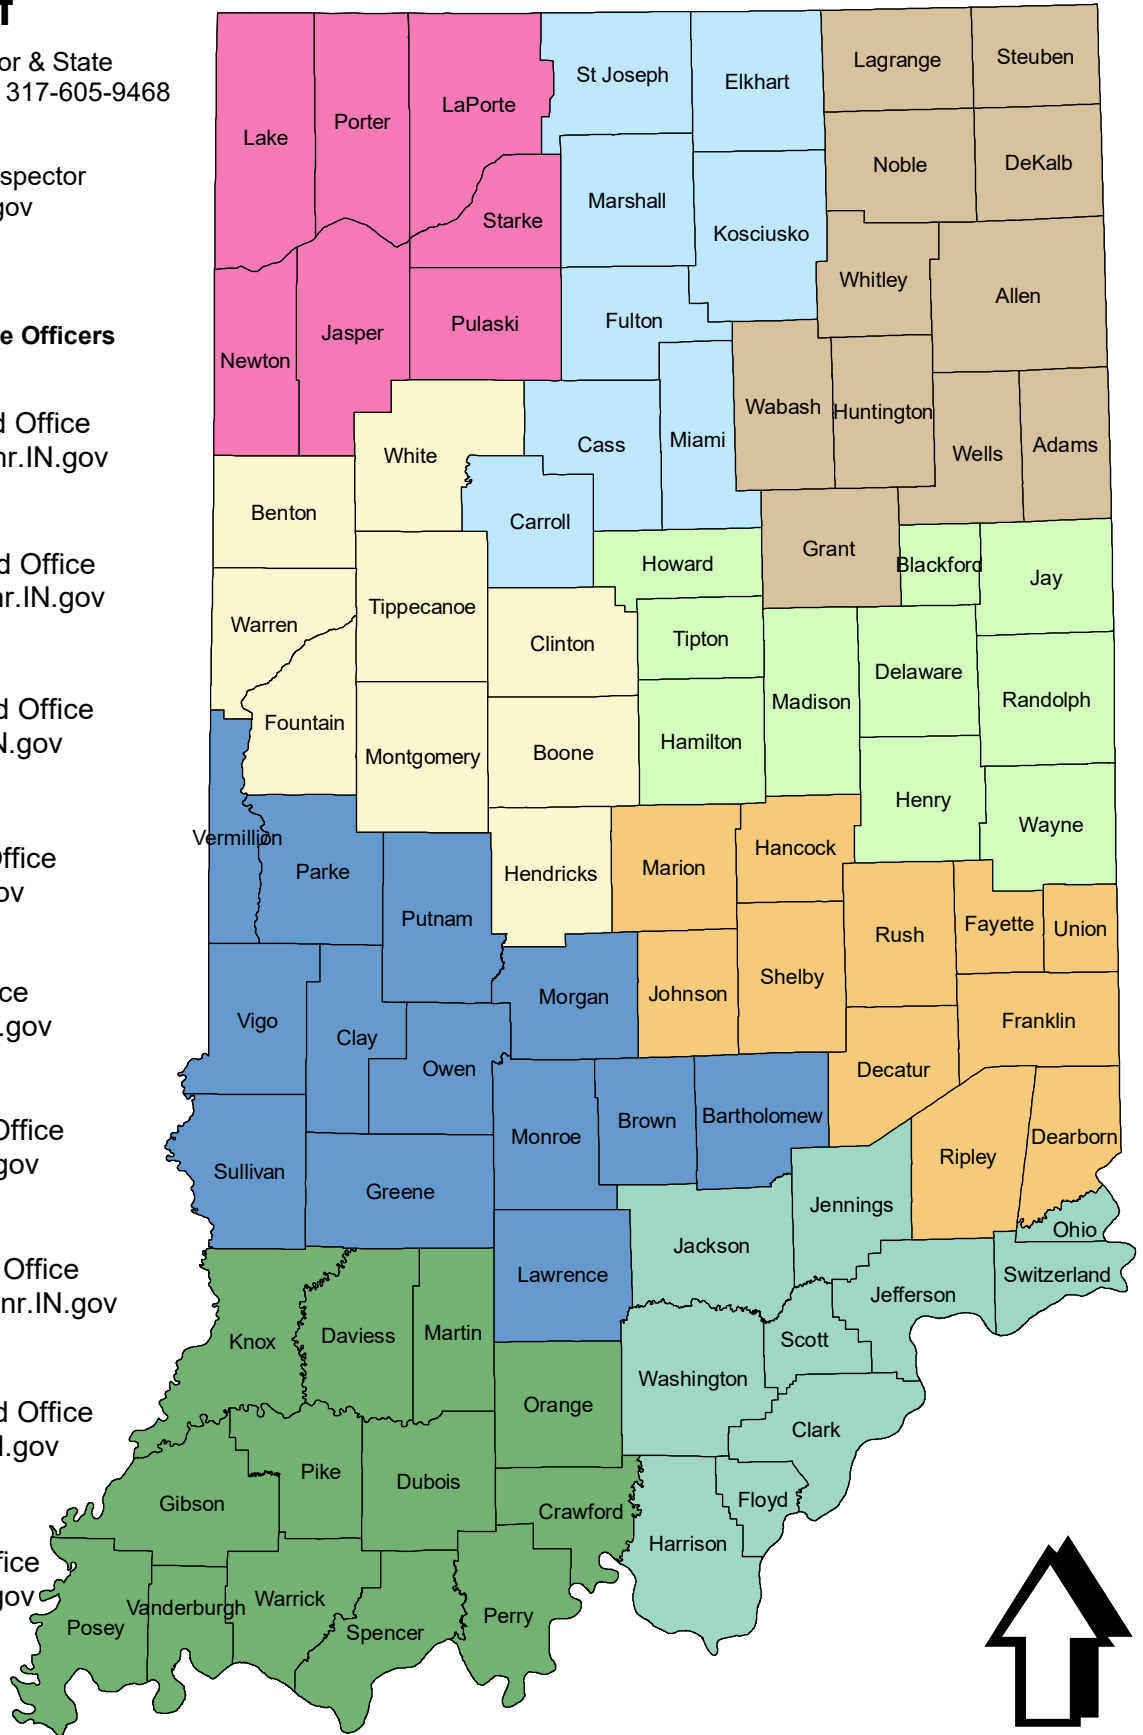 or & State
317-605-9468
spector
gov
e Officers
d Office
nr.IN.gov
d Office
nr.IN.gov
d Office
N.gov
Office
ov
ce
.gov
Office
gov
Office
nr.IN.gov
d Office
I.gov
fice
gov
Lake
Porter
LaPorte
St Joseph
Elkhart
Lagrange
Steuben
Noble
DeKalb
Starke
Marshall
Kosciusko
Whitley
Allen
Newton
Jasper
Pulaski
Fulton
White
Cass
Miami
Wabash
Huntington
Wells
Adams
Benton
Carroll
Howard
Grant
Blackford
Jay
Warren
Tippecanoe
Clinton
Tipton
Madison
Delaware
Randolph
Fountain
Montgomery
Boone
Hamilton
Henry
Wayne
Vermillion
Parke
Putnam
Hendricks
Marion
Hancock
Rush
Fayette
Union
Vigo
Clay
Owen
Morgan
Johnson
Shelby
Franklin
Decatur
Sullivan
Greene
Monroe
Brown
Bartholomew
Jennings
Ripley
Dearborn
Ohio
Switzerland
Lawrence
Jackson
Jefferson
Knox
Daviess
Martin
Orange
Washington
Scott
Clark
Gibson
Pike
Dubois
Crawford
Harrison
Floyd
Posey
Vanderburgh
Warrick
Spencer
Perry